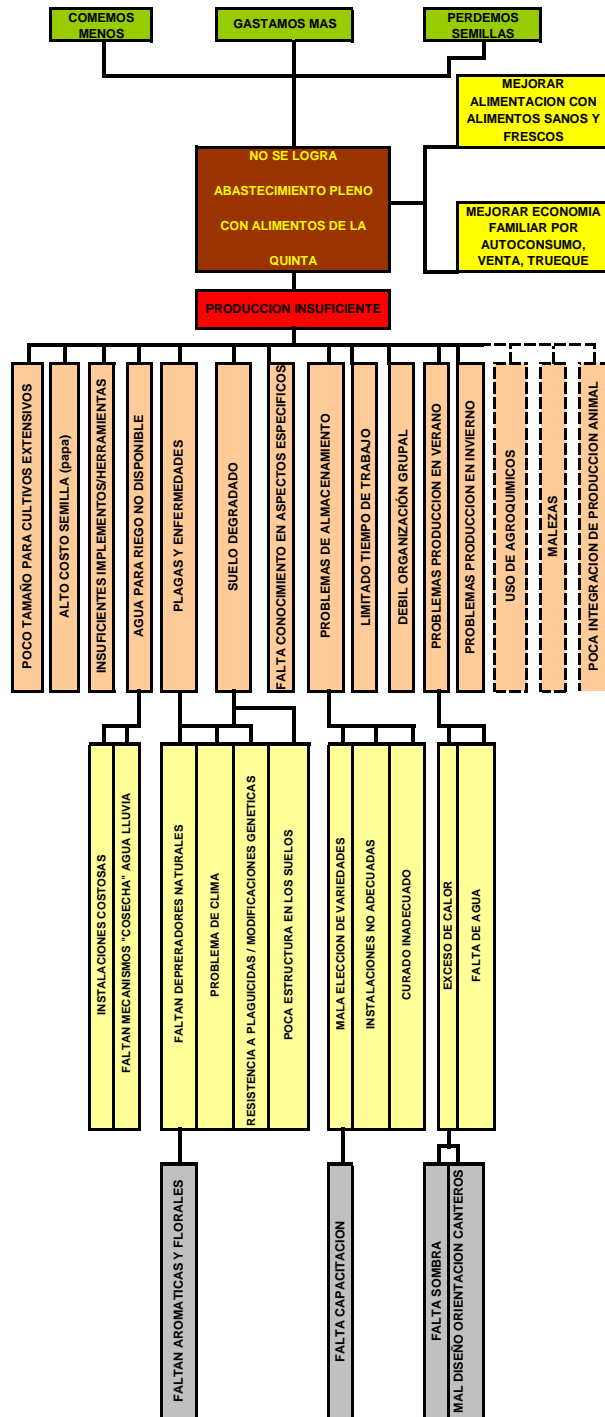 COMEMOS
MENOS
GASTAMOS MAS
PERDEMOS
SEMILLAS
MEJORAR
ALIMENTACION CON
ALIMENTOS SANOS Y
FRESCOS
NO SE LOGRA
ABASTECIMIENTO PLENO
CON ALIMENTOS DE LA
QUINTA
MEJORAR ECONOMIA
FAMILIAR POR
AUTOCONSUMO,
VENTA, TRUEQUE
PRODUCCION INSUFICIENTE
POCO TAMAÑO PARA CULTIVOS EXTENSIVOS
ALTO COSTO SEMILLA (papa)
INSUFICIENTES IMPLEMENTOS/HERRAMIENTAS
AGUA PARA RIEGO NO DISPONIBLE
PLAGAS Y ENFERMEDADES
SUELO DEGRADADO
FALTA CONOCIMIENTO EN ASPECTOS ESPECIFICOS
PROBLEMAS DE ALMACENAMIENTO
LIMITADO TIEMPO DE TRABAJO
DEBIL ORGANIZACIÓN GRUPAL
PROBLEMAS PRODUCCION EN VERANO
PROBLEMAS PRODUCCION EN INVIERNO
USO DE AGROQUIMICOS
MALEZAS
POCA INTEGRACION DE PRODUCCION ANIMAL
INSTALACIONES COSTOSAS
FALTAN MECANISMOS "COSECHA" AGUA LLUVIA
FALTAN DEPRERADORES NATURALES
PROBLEMA DE CLIMA
RESISTENCIA A PLAGUICIDAS / MODIFICACIONES GENETICAS
POCA ESTRUCTURA EN LOS SUELOS
MALA ELECCION DE VARIEDADES
INSTALACIONES NO ADECUADAS
CURADO INADECUADO
EXCESO DE CALOR
FALTA DE AGUA
FALTAN AROMATICAS Y FLORALES
FALTA CAPACITACION
FALTA SOMBRA
MAL DISEÑO ORIENTACION CANTEROS